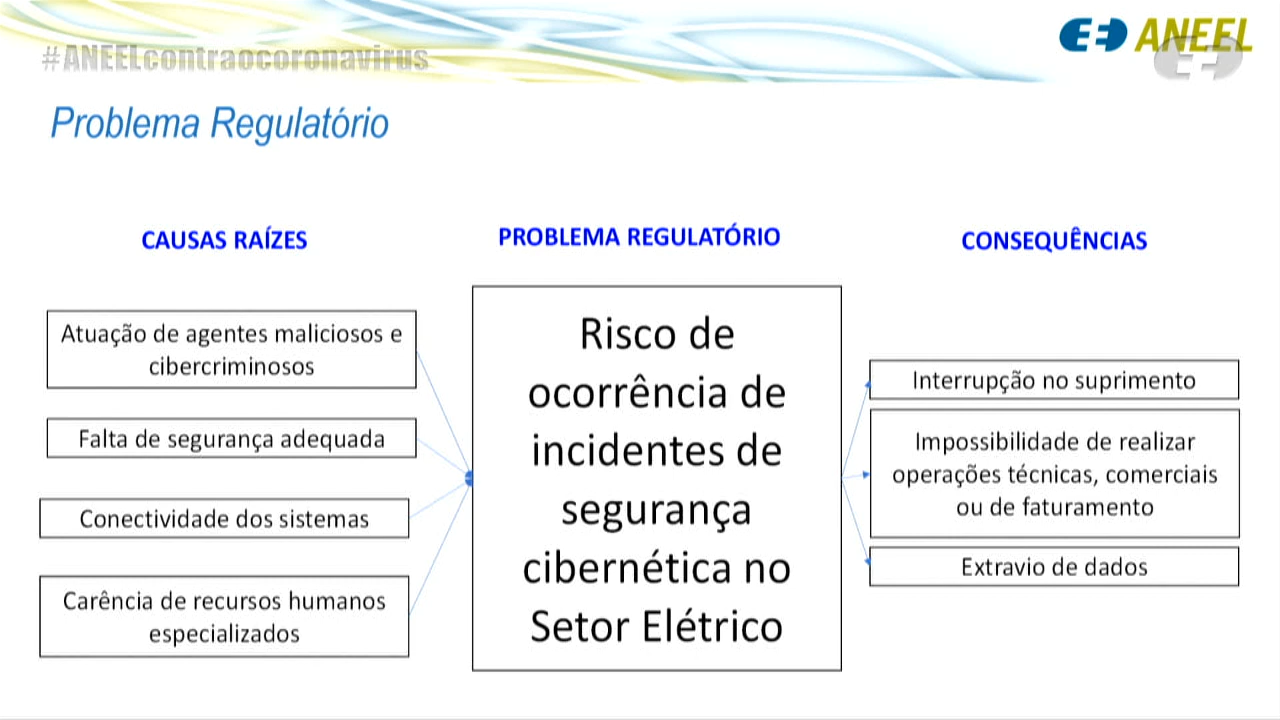 #ANEELcontraocoronavirus
ANEEL
Problema Regulatório
CAUSAS RAÍZES
PROBLEMA REGULATÓRIO
CONSEQUÊNCIAS
Atuação de agentes maliciosos e
cibercriminosos
Falta de segurança adequada
Conectividade dos sistemas
Carência de recursos humanos
especializados
Risco de
ocorrência de
incidentes de
segurança
cibernética no
Setor Elétrico
Interrupção no suprimento
Impossibilidade de realizar
operações técnicas, comerciais
ou de faturamento
Extravio de dados